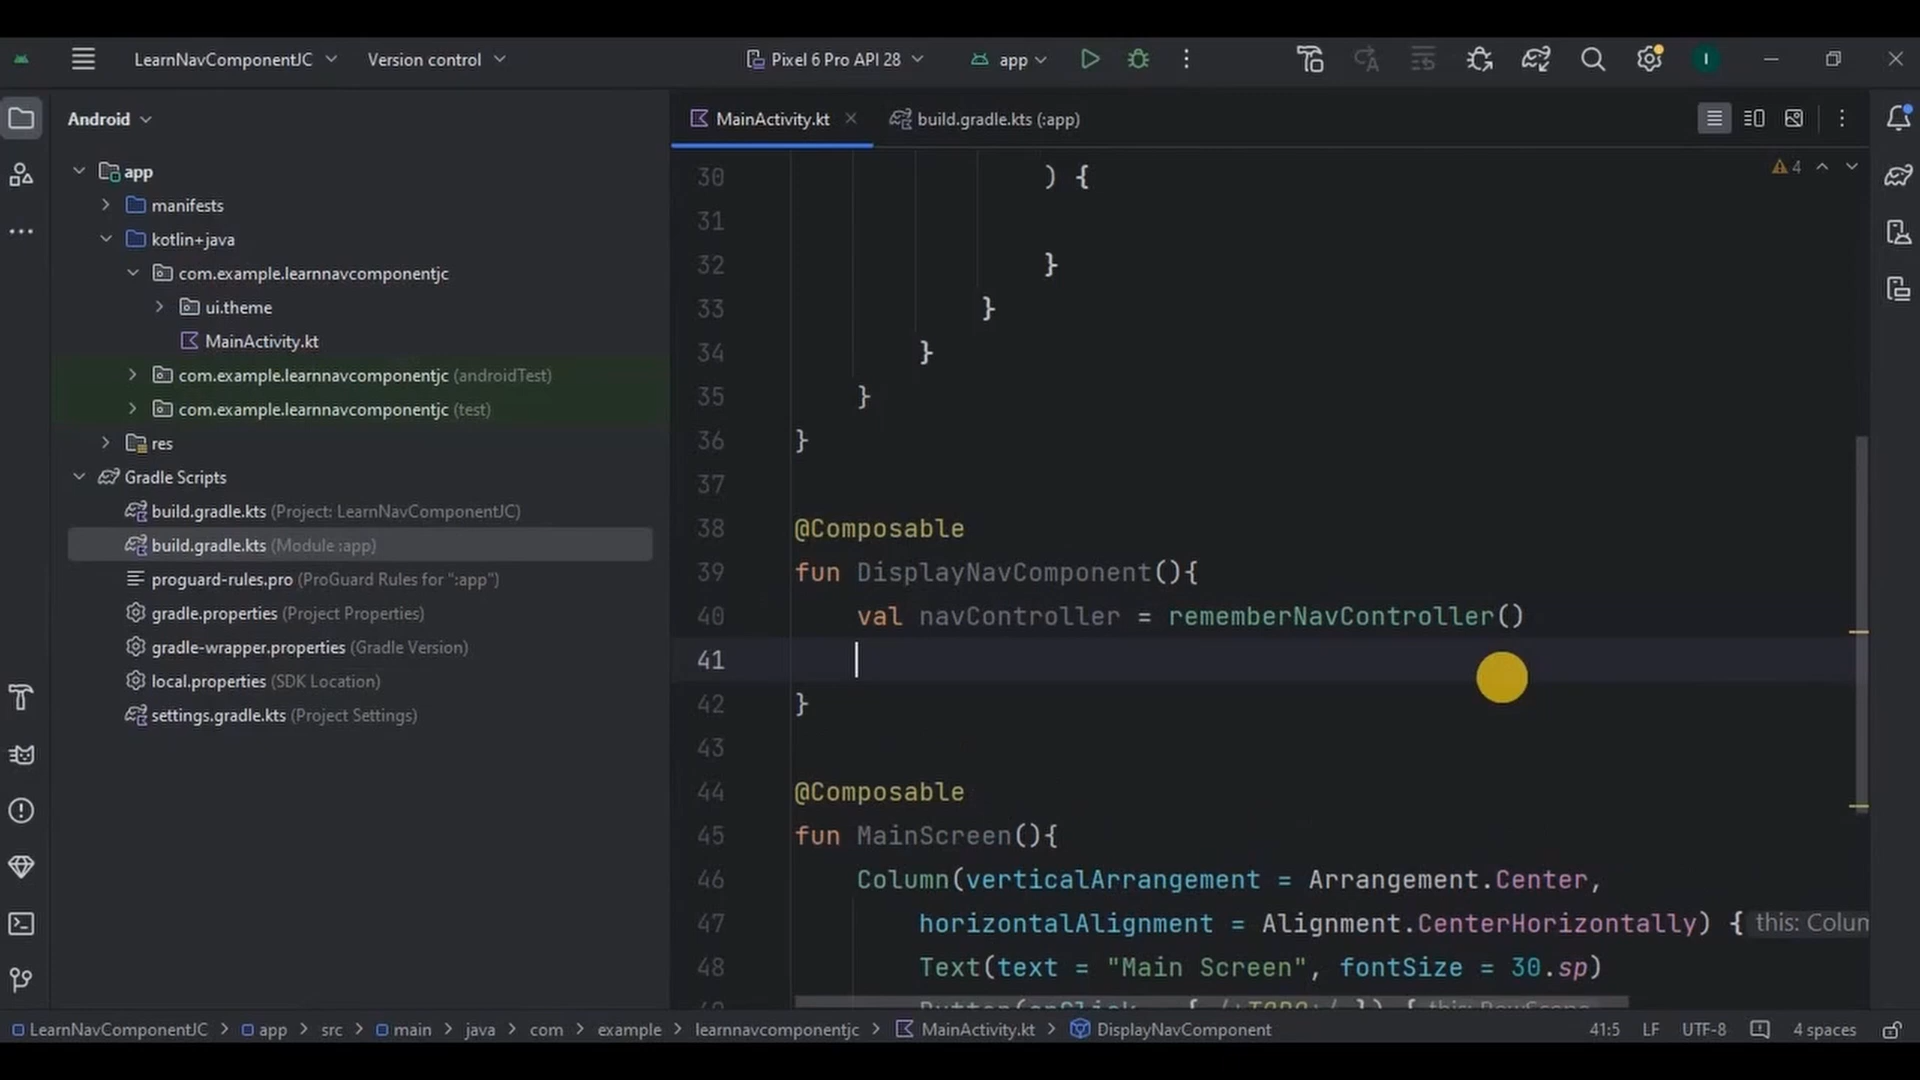 LearnNavComponentJC
Version control
Pixel 6 Pro API 28
app
I
Android
MainActivity.kt
build.gradle.kts (:app)
app
manifests
kotlin+java
com.example.learnnavcomponentjc
ui.theme
MainActivity.kt
com.example.learnnavcomponentjc (androidTest)
com.example.learnnavcomponentjc (test)
res
Gradle Scripts
build.gradle.kts (Project: LearnNavComponentJC)
build.gradle.kts (Module :app)
proguard-rules.pro (ProGuard Rules for ":app")
gradle.properties (Project Properties)
gradle-wrapper.properties (Gradle Version)
local.properties (SDK Location)
settings.gradle.kts (Project Settings)
4
30 ) {
31
32 }
33 }
34 }
35 }
36 }
37
38 @Composable
39 fun DisplayNavComponent(){
40 val navController = rememberNavController()
41
42 }
43
44 @Composable
45 fun MainScreen(){
46 Column(verticalArrangement = Arrangement.Center,
47 horizontalAlignment = Alignment.CenterHorizontally) { this: Colum
48 Text(text = "Main Screen", fontSize = 30.sp)
LearnNavComponentJC > app > src > main > java > com > example > learnnavcomponentjc > MainActivity.kt > DisplayNavComponent
41:5 LF UTF-8 4 spaces